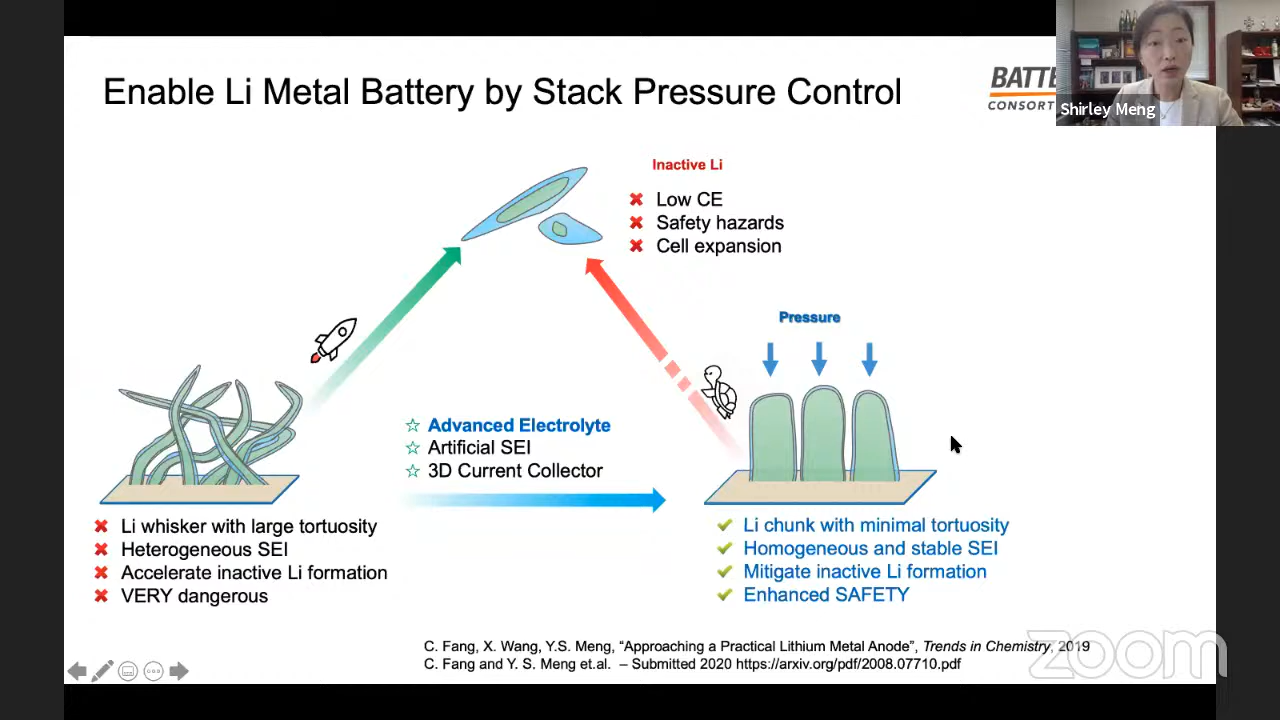 Enable Li Metal Battery by Stack Pressure Control
BATTE
CONSORT
Shirley Meng
Inactive Li
Low CE
Safety hazards
Cell expansion
Pressure
Advanced Electrolyte
Artificial SEI
3D Current Collector
Li whisker with large tortuosity
Heterogeneous SEI
Accelerate inactive Li formation
VERY dangerous
Li chunk with minimal tortuosity
Homogeneous and stable SEI
Mitigate inactive Li formation
Enhanced SAFETY
C. Fang, X. Wang, Y.S. Meng, “Approaching a Practical Lithium Metal Anode”, Trends in Chemistry, 2019
C. Fang and Y. S. Meng et.al. – Submitted 2020 https://arxiv.org/pdf/2008.07710.pdf
zoom